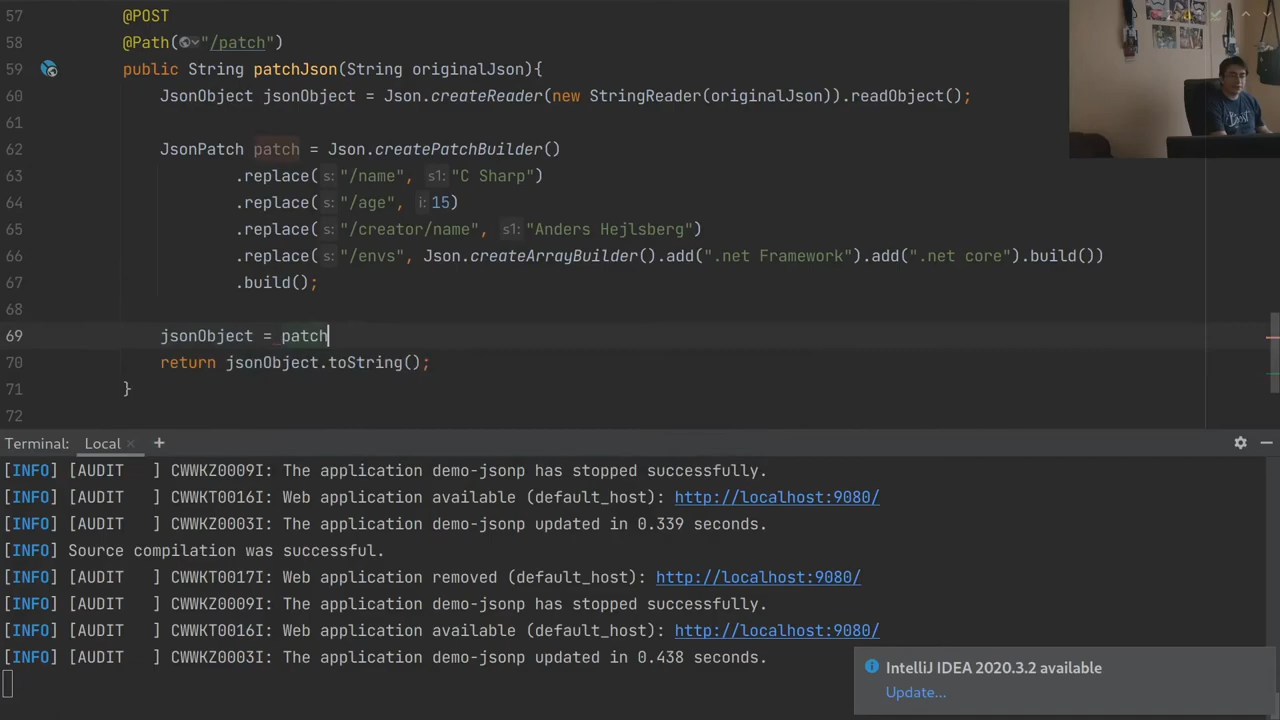 57 @POST
58 @Path("/patch")
59 public String patchJson(String originalJson){
60 JsonObject jsonObject = Json.createReader(new StringReader(originalJson)).readObject();
61
62 JsonPatch patch = Json.createPatchBuilder()
63 .replace( s: "/name", s1: "C Sharp")
64 .replace( s: "/age", i: 15)
65 .replace( s: "/creator/name", s1: "Anders Hejlsberg")
66 .replace( s: "/envs", Json.createArrayBuilder().add(".net Framework").add(".net core").build())
67 .build();
68
69 jsonObject = patch
70 return jsonObject.toString();
71 }
72
Terminal: Local × +
[INFO] [AUDIT   ] CWWKZ0009I: The application demo-jsonp has stopped successfully.
[INFO] [AUDIT   ] CWWKT0016I: Web application available (default_host): http://localhost:9080/
[INFO] [AUDIT   ] CWWKZ0003I: The application demo-jsonp updated in 0.339 seconds.
[INFO] Source compilation was successful.
[INFO] [AUDIT   ] CWWKT0017I: Web application removed (default_host): http://localhost:9080/
[INFO] [AUDIT   ] CWWKZ0009I: The application demo-jsonp has stopped successfully.
[INFO] [AUDIT   ] CWWKT0016I: Web application available (default_host): http://localhost:9080/
[INFO] [AUDIT   ] CWWKZ0003I: The application demo-jsonp updated in 0.438 seconds.
IntelliJ IDEA 2020.3.2 available
Update...